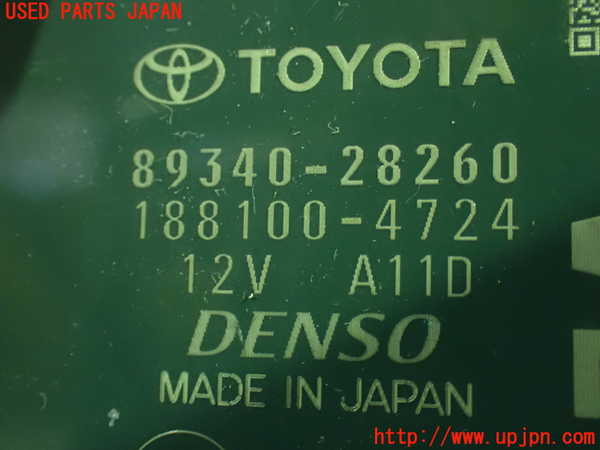 USED PARTS JAPAN
TOYOTA
89340-28260
188100-4724
12V A11D
DENSO
MADE IN JAPAN
http://www.upjpn.com/